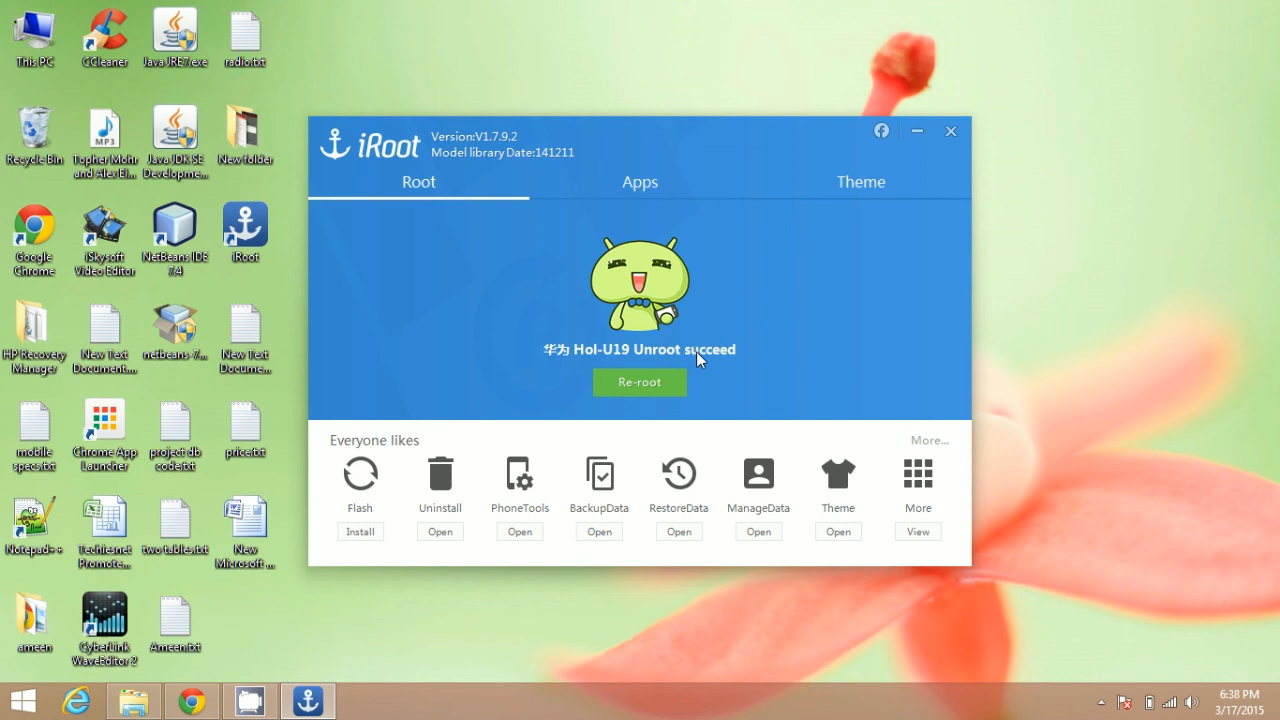 This PC
CCleaner
Java JRE7.exe
radio.txt
Recycle Bin
MP3
Topher Mohr
and Alex El...
Java JDK SE
Developme...
New folder
Google
Chrome
iSkysoft
Video Editor
NetBeans IDE
7.4
iRoot
HP Recovery
Manager
New Text
Document....
netbeans-7....
New Text
Docume...
mobile
specs.txt
Chrome App
Launcher
project db
code.txt
price.txt
Notepad++
Techliesnet
Promote...
two tables.txt
New
Microsoft ...
ameen
CyberLink
WaveEditor 2
Ameen.txt
iRoot
Version:V1.7.9.2
Model library Date:141211
Root
Apps
Theme
华为 Hol-U19 Unroot succeed
Re-root
Everyone likes
More...
Flash
Uninstall
PhoneTools
BackupData
RestoreData
ManageData
Theme
More
Install
Open
Open
Open
Open
Open
Open
View
6:38 PM
3/17/2015